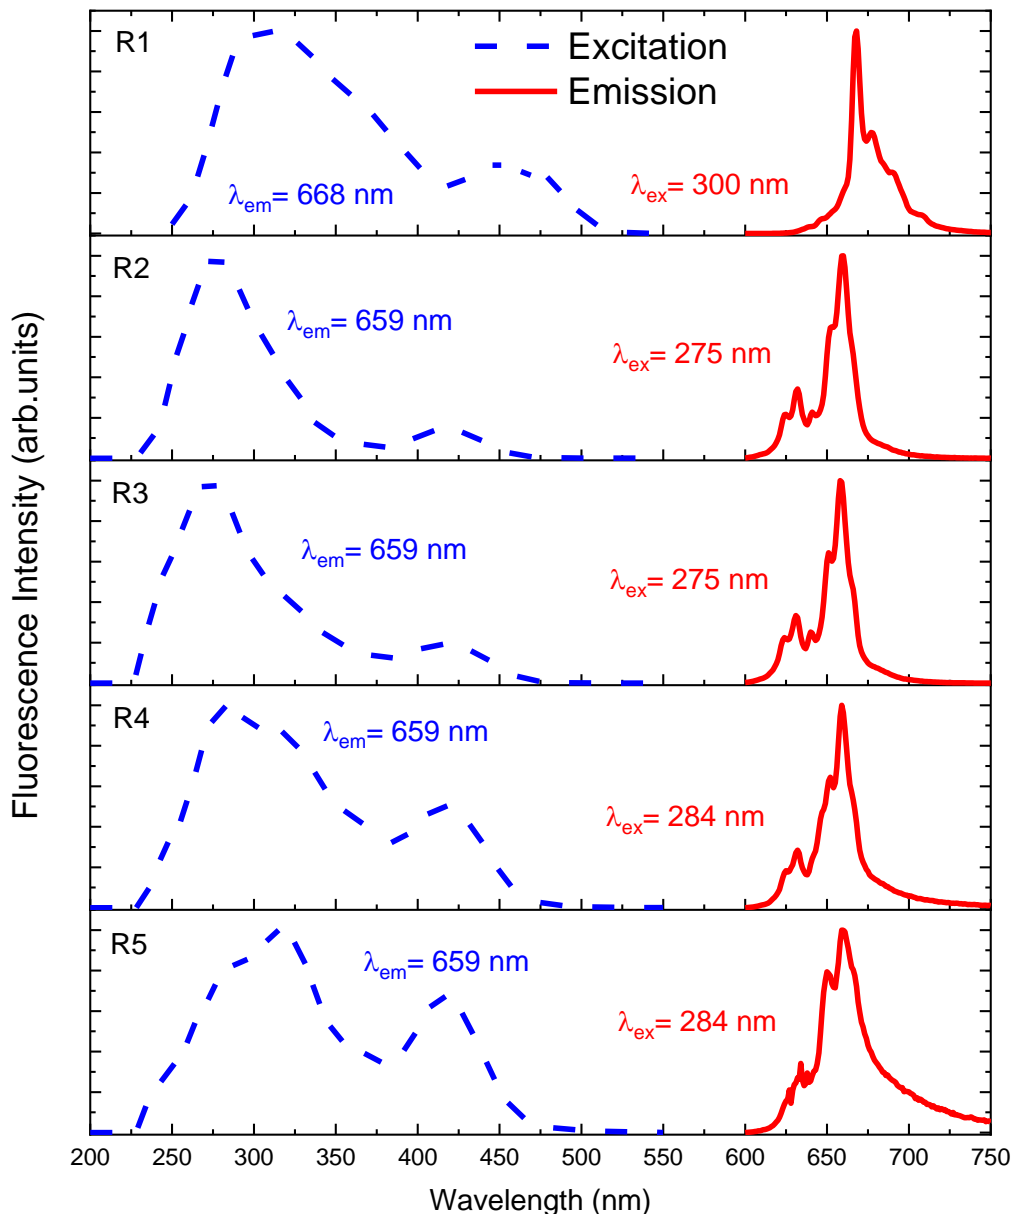 R1
Excitation
Emission
λem= 668 nm
λex= 300 nm
R2
λem= 659 nm
λex= 275 nm
R3
λem= 659 nm
λex= 275 nm
R4
λem= 659 nm
λex= 284 nm
R5
λem= 659 nm
λex= 284 nm
Fluorescence Intensity (arb.units)
200 250 300 350 400 450 500 550 600 650 700 750
Wavelength (nm)